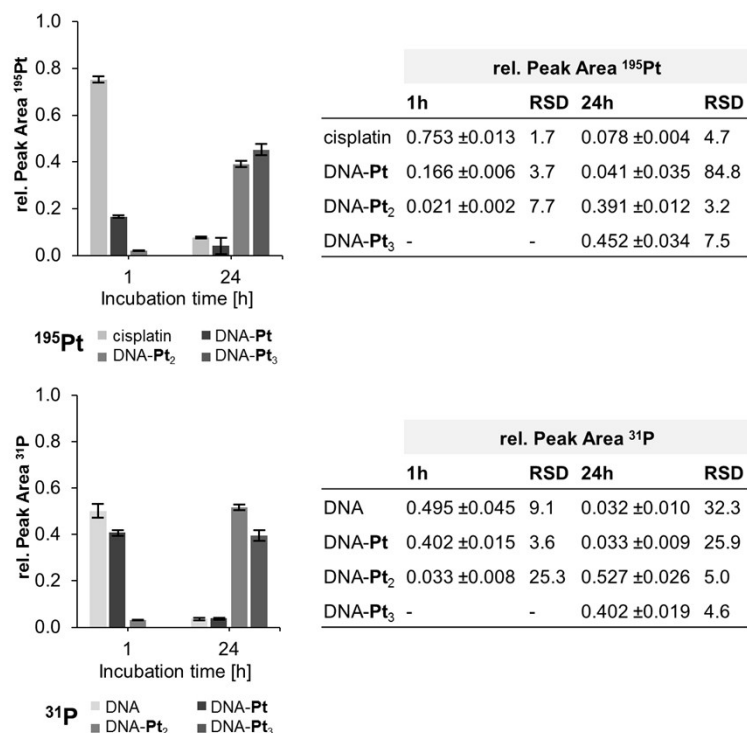 rel. Peak Area ¹⁹⁵Pt
1.0
0.8
0.6
0.4
0.2
0.0
1 24
Incubation time [h]
¹⁹⁵Pt
cisplatin DNA-Pt
DNA-Pt₂ DNA-Pt₃
rel. Peak Area ¹⁹⁵Pt
1h RSD 24h RSD
cisplatin 0.753 ±0.013 1.7 0.078 ±0.004 4.7
DNA-Pt 0.166 ±0.006 3.7 0.041 ±0.035 84.8
DNA-Pt₂ 0.021 ±0.002 7.7 0.391 ±0.012 3.2
DNA-Pt₃ - - 0.452 ±0.034 7.5
rel. Peak Area ³¹P
1.0
0.8
0.6
0.4
0.2
0.0
1 24
Incubation time [h]
³¹P
DNA DNA-Pt
DNA-Pt₂ DNA-Pt₃
rel. Peak Area ³¹P
1h RSD 24h RSD
DNA 0.495 ±0.045 9.1 0.032 ±0.010 32.3
DNA-Pt 0.402 ±0.015 3.6 0.033 ±0.009 25.9
DNA-Pt₂ 0.033 ±0.008 25.3 0.527 ±0.026 5.0
DNA-Pt₃ - - 0.402 ±0.019 4.6